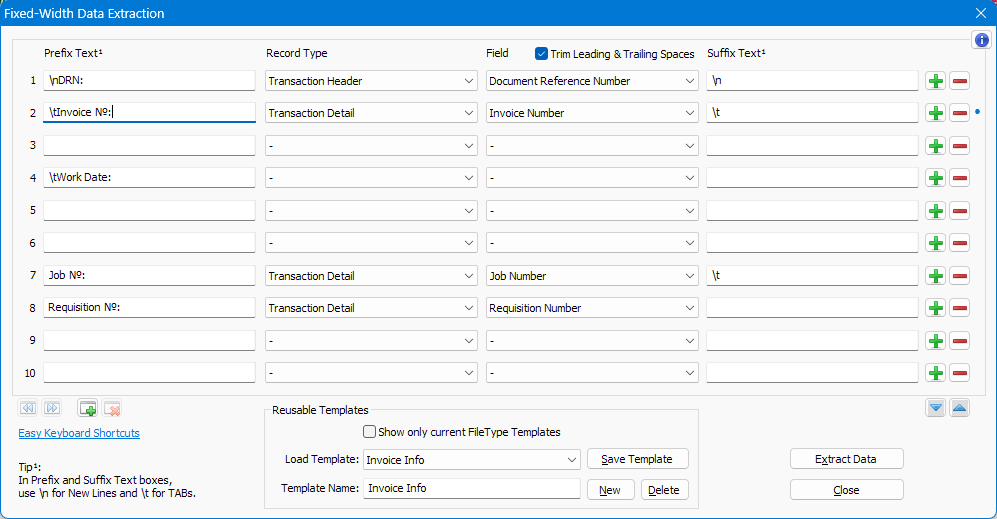 Fixed-Width Data Extraction
Prefix Text¹ Record Type Field Trim Leading & Trailing Spaces Suffix Text¹
1 \nDRN: Transaction Header Document Reference Number \n
2 \tInvoice №: Transaction Detail Invoice Number \t
3 - -
4 \tWork Date: - -
5 - -
6 - -
7 Job №: Transaction Detail Job Number \t
8 Requisition №: Transaction Detail Requisition Number
9 - -
10 - -
Easy Keyboard Shortcuts
Tip¹:
In Prefix and Suffix Text boxes,
use \n for New Lines and \t for TABs.
Reusable Templates
Show only current FileType Templates
Load Template: Invoice Info Save Template
Template Name: Invoice Info New Delete
Extract Data
Close